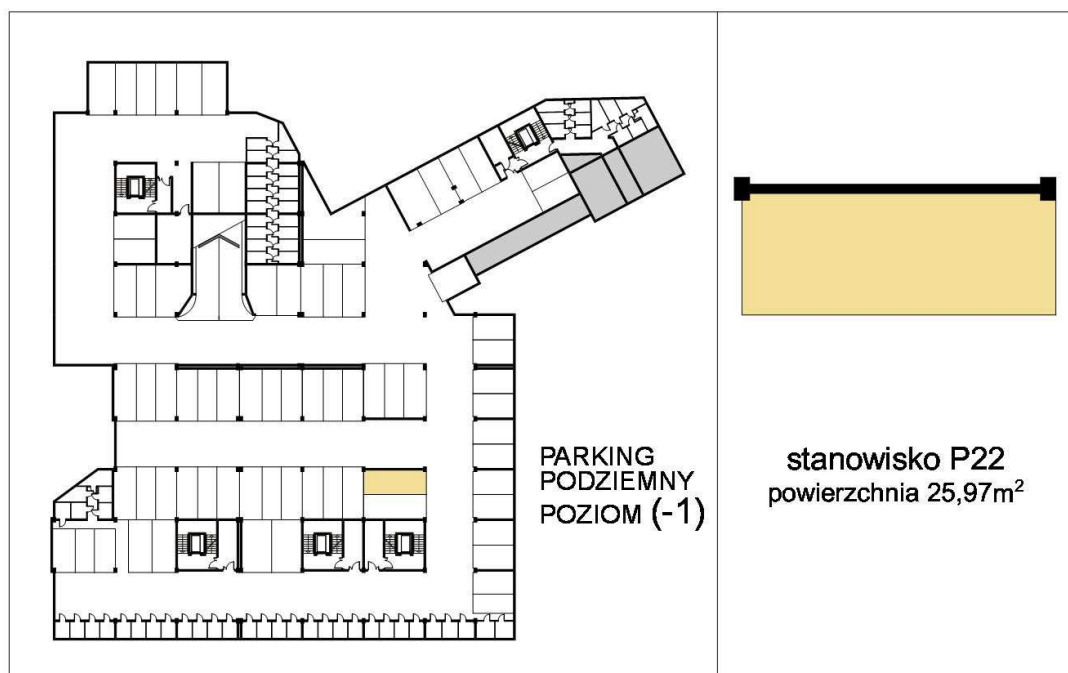 PARKING
PODZIEMNY
POZIOM (-1)
stanowisko P22
powierzchnia 25,97m²